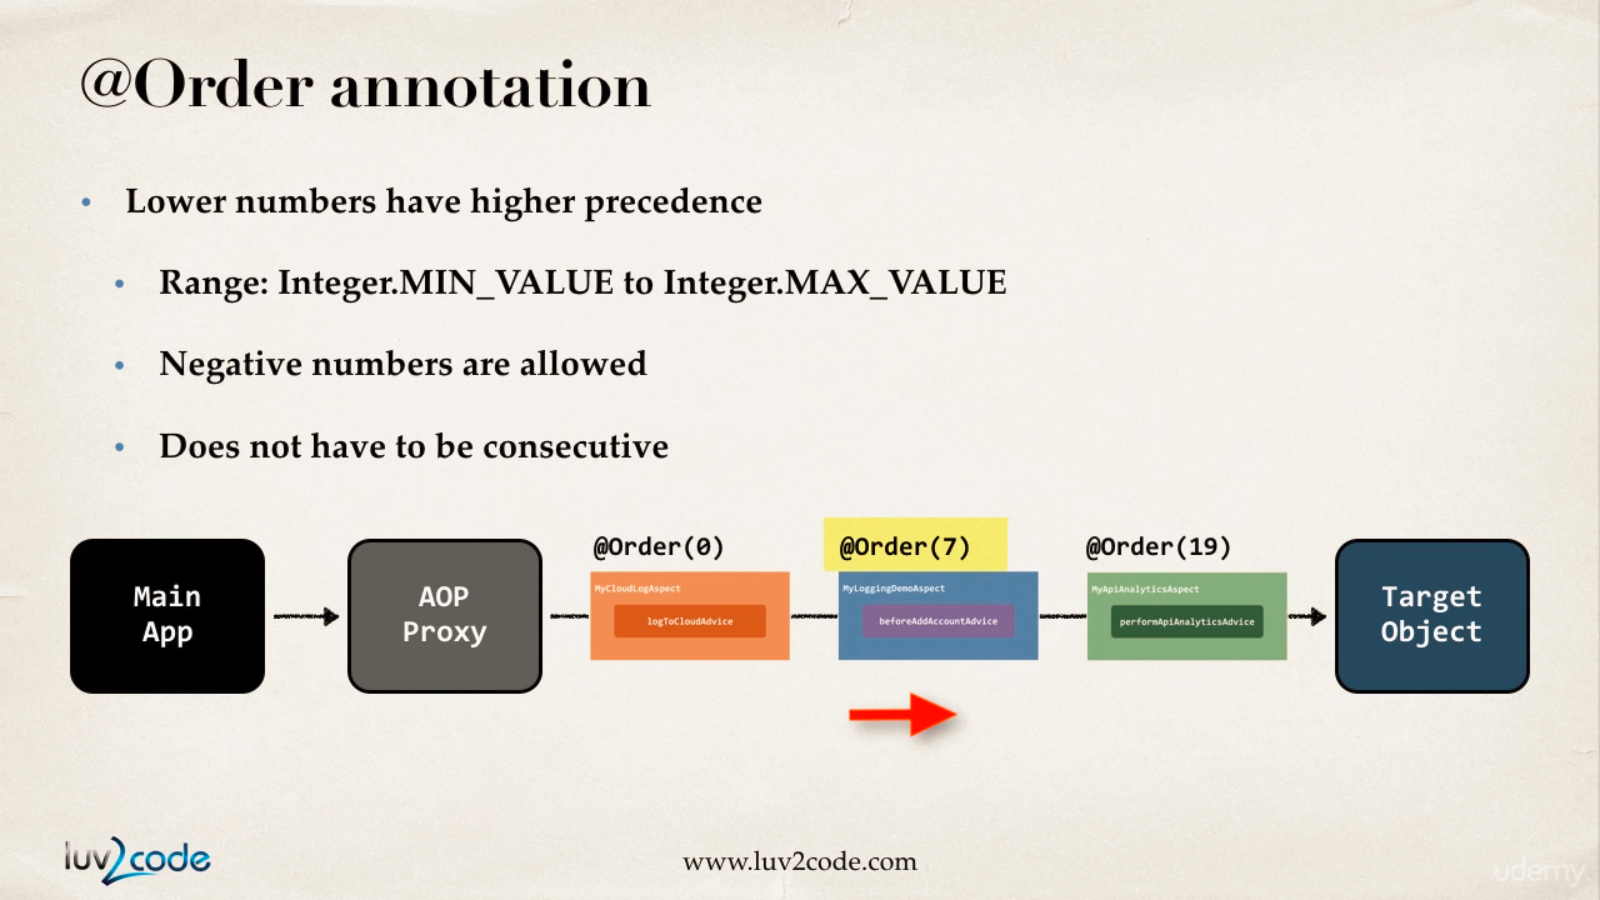 @Order annotation
• Lower numbers have higher precedence
• Range: Integer.MIN_VALUE to Integer.MAX_VALUE
• Negative numbers are allowed
• Does not have to be consecutive
Main
App
AOP
Proxy
@Order(0)
MyCloudLogAspect
logToCloudAdvice
@Order(7)
MyLoggingDemoAspect
beforeAddAccountAdvice
@Order(19)
MyApiAnalyticsAspect
performApiAnalyticsAdvice
Target
Object
luv2code
www.luv2code.com
udemy